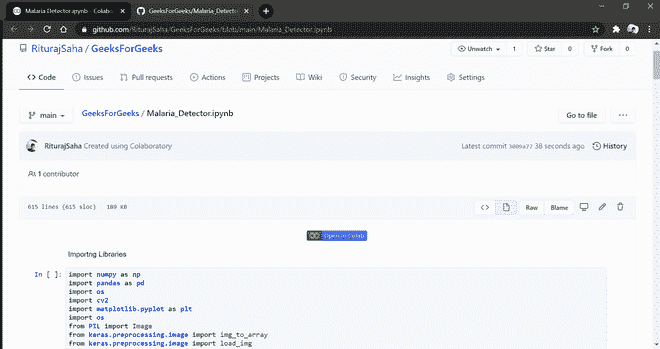 Malaria Detector.ipynb - Colabo
GeeksForGeeks/Malaria_Detecto
github.com/RiturajSaha/GeeksForGeeks/blob/main/Malaria_Detector.ipynb
RiturajSaha / GeeksForGeeks
Unwatch 1 Star 0 Fork 0
Code Issues Pull requests Actions Projects Wiki Security Insights Settings
main GeeksForGeeks / Malaria_Detector.ipynb Go to file ...
RiturajSaha Created using Colaboratory Latest commit 38 seconds ago History
1 contributor
615 lines (615 sloc) 189 KB Raw Blame
Open in Colab
Importng Libraries
In [ ]: import numpy as np
import pandas as pd
import os
import cv2
import matplotlib.pyplot as plt
import os
from PIL import Image
from keras.preprocessing.image import img_to_array
from keras.preprocessing.image import load_img